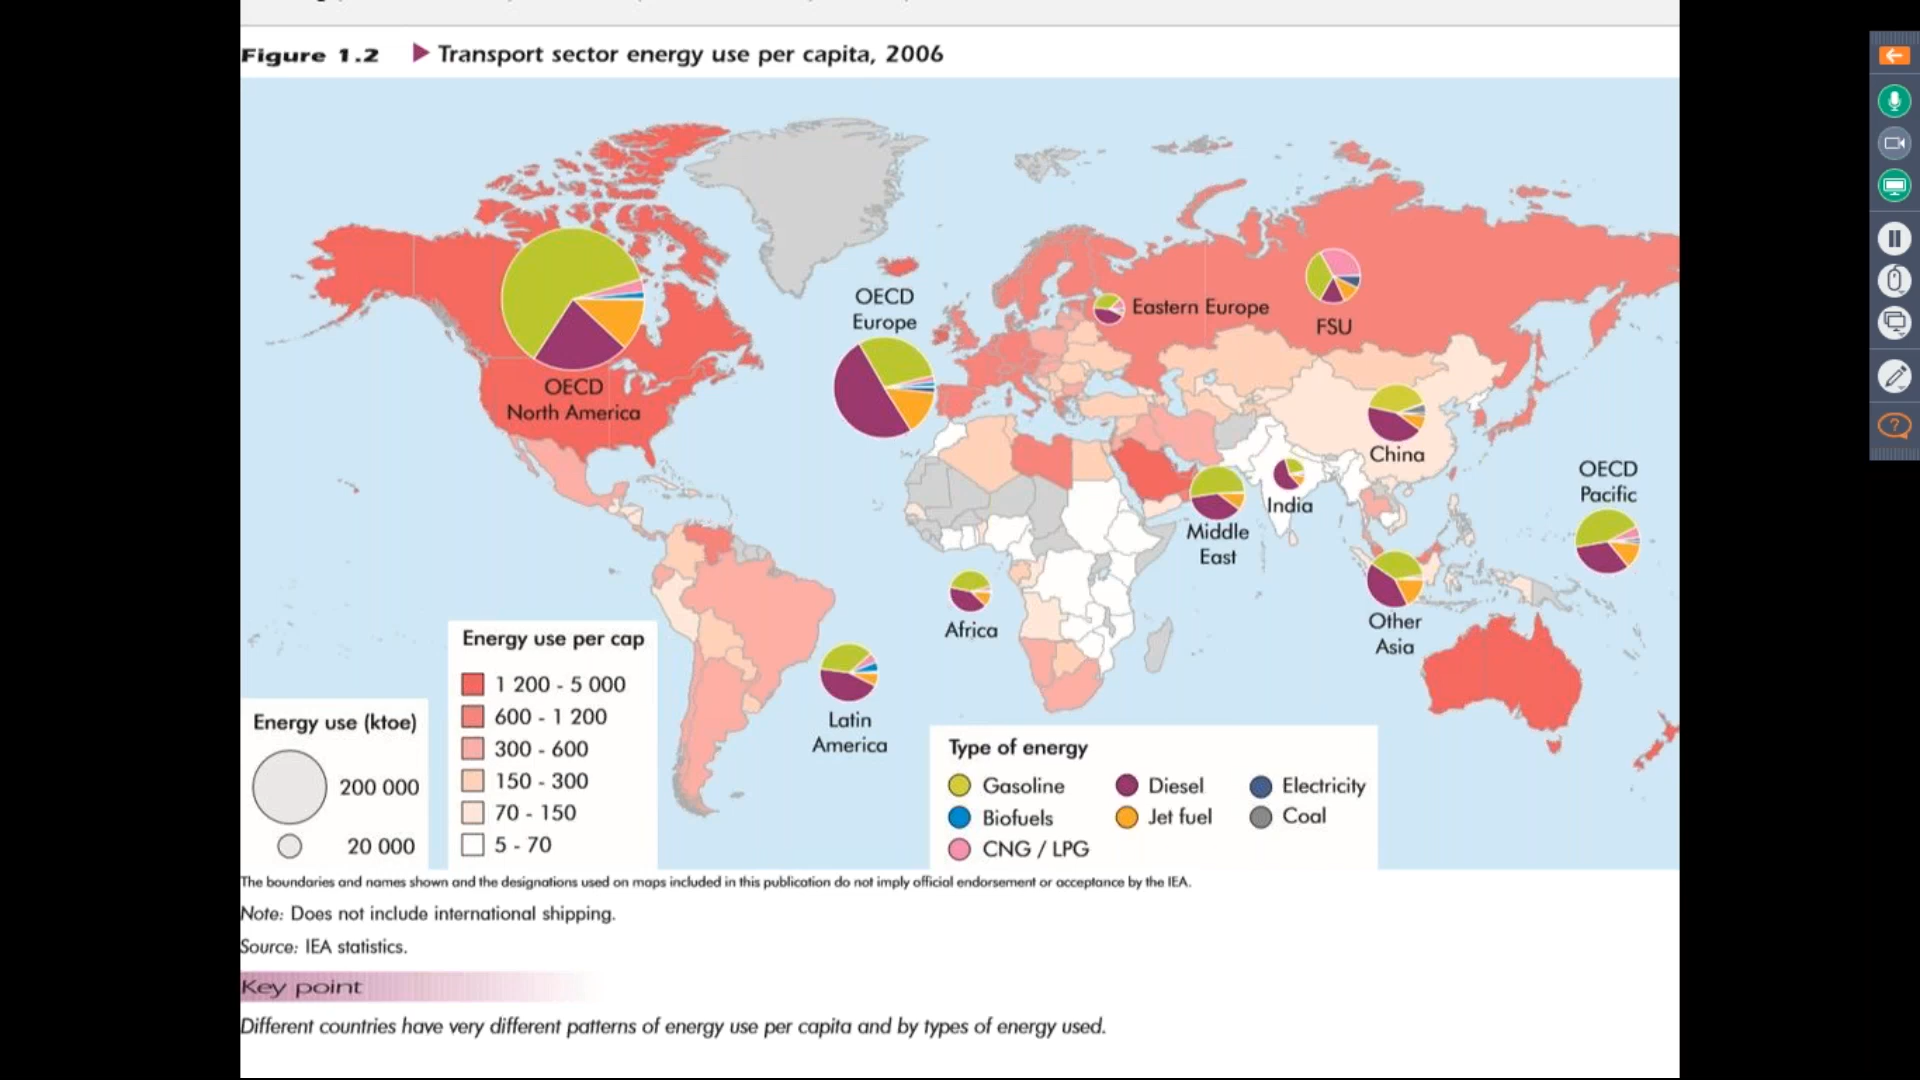 Figure 1.2 ▶ Transport sector energy use per capita, 2006
OECD
North America
OECD
Europe
Eastern Europe
FSU
China
OECD
Pacific
India
Middle
East
Africa
Other
Asia
Latin
America
Energy use (ktoe)
200 000
20 000
Energy use per cap
1 200 - 5 000
600 - 1 200
300 - 600
150 - 300
70 - 150
5 - 70
Type of energy
Gasoline Diesel Electricity
Biofuels Jet fuel Coal
CNG / LPG
The boundaries and names shown and the designations used on maps included in this publication do not imply official endorsement or acceptance by the IEA.
Note: Does not include international shipping.
Source: IEA statistics.
Key point
Different countries have very different patterns of energy use per capita and by types of energy used.